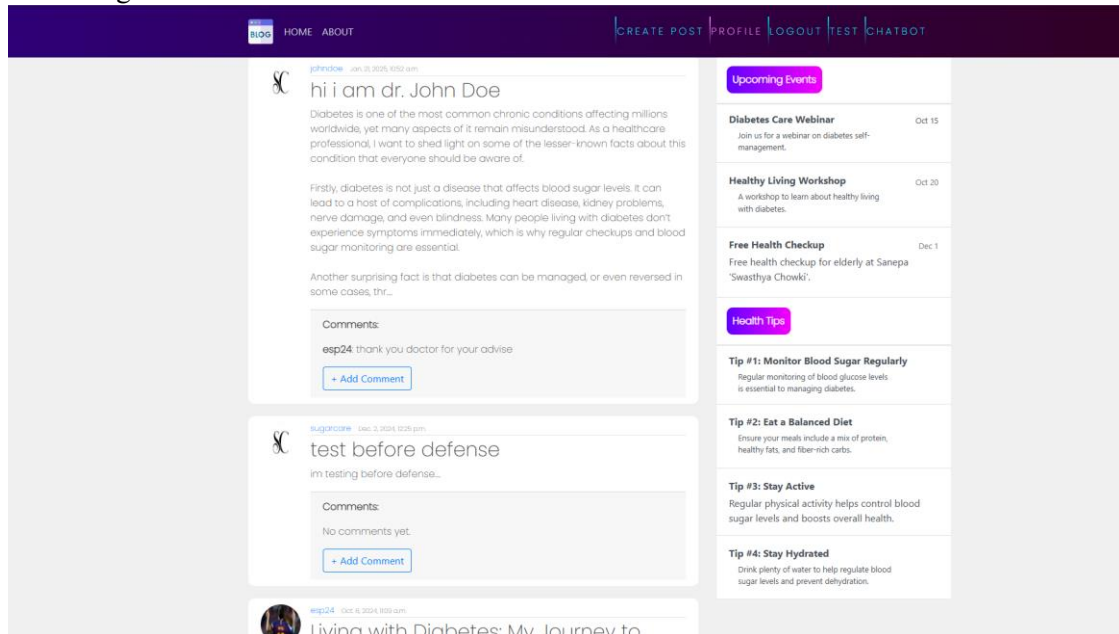 BLOG
HOME
ABOUT
CREATE POST
PROFILE
LOGOUT
TEST
CHATBOT
johndoe Jan. 21, 2025, 10:52 a.m.
SC
hi i am dr. John Doe
Diabetes is one of the most common chronic conditions affecting millions
worldwide, yet many aspects of it remain misunderstood. As a healthcare
professional, I want to shed light on some of the lesser-known facts about this
condition that everyone should be aware of.
Firstly, diabetes is not just a disease that affects blood sugar levels. It can
lead to a host of complications, including heart disease, kidney problems,
nerve damage, and even blindness. Many people living with diabetes don't
experience symptoms immediately, which is why regular checkups and blood
sugar monitoring are essential.
Another surprising fact is that diabetes can be managed, or even reversed in
some cases, thr...
Comments:
esp24: thank you doctor for your advise
+ Add Comment
sugarcare Dec. 2, 2024, 12:25 p.m.
SC
test before defense
im testing before defense...
Comments:
No comments yet.
+ Add Comment
esp24 Oct. 6, 2024, 11:09 a.m.
Living with Diabetes: My Journey to
Upcoming Events
Diabetes Care Webinar Oct 15
Join us for a webinar on diabetes self-
management.
Healthy Living Workshop Oct 20
A workshop to learn about healthy living
with diabetes.
Free Health Checkup Dec 1
Free health checkup for elderly at Sanepa
'Swasthya Chowki'.
Health Tips
Tip #1: Monitor Blood Sugar Regularly
Regular monitoring of blood glucose levels
is essential to managing diabetes.
Tip #2: Eat a Balanced Diet
Ensure your meals include a mix of protein,
healthy fats, and fiber-rich carbs.
Tip #3: Stay Active
Regular physical activity helps control blood
sugar levels and boosts overall health.
Tip #4: Stay Hydrated
Drink plenty of water to help regulate blood
sugar levels and prevent dehydration.